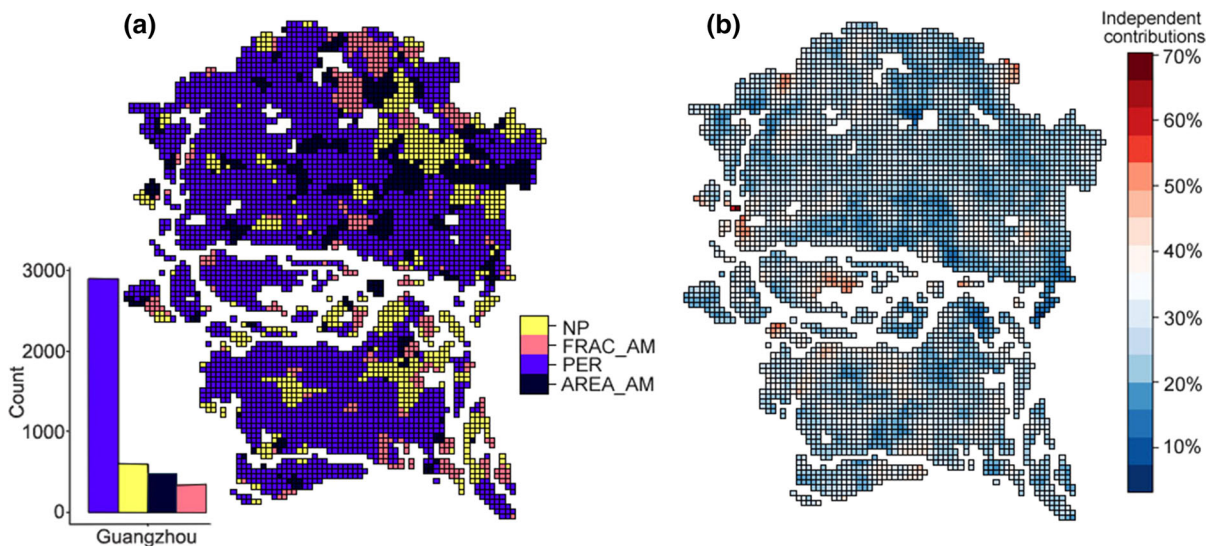 (a)
(b)
Independent
contributions
70%
60%
50%
40%
30%
20%
10%
3000
2000
1000
0
Count
Guangzhou
NP
FRAC_AM
PER
AREA_AM